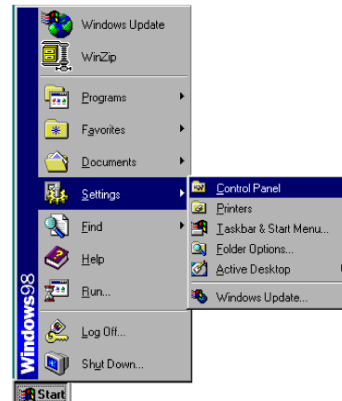 Windows Update
WinZip
Programs
Favorites
Documents
Settings
Find
Help
Run...
Log Off...
Shut Down...
Control Panel
Printers
Taskbar & Start Menu...
Folder Options...
Active Desktop
Windows Update...
Windows98
Start